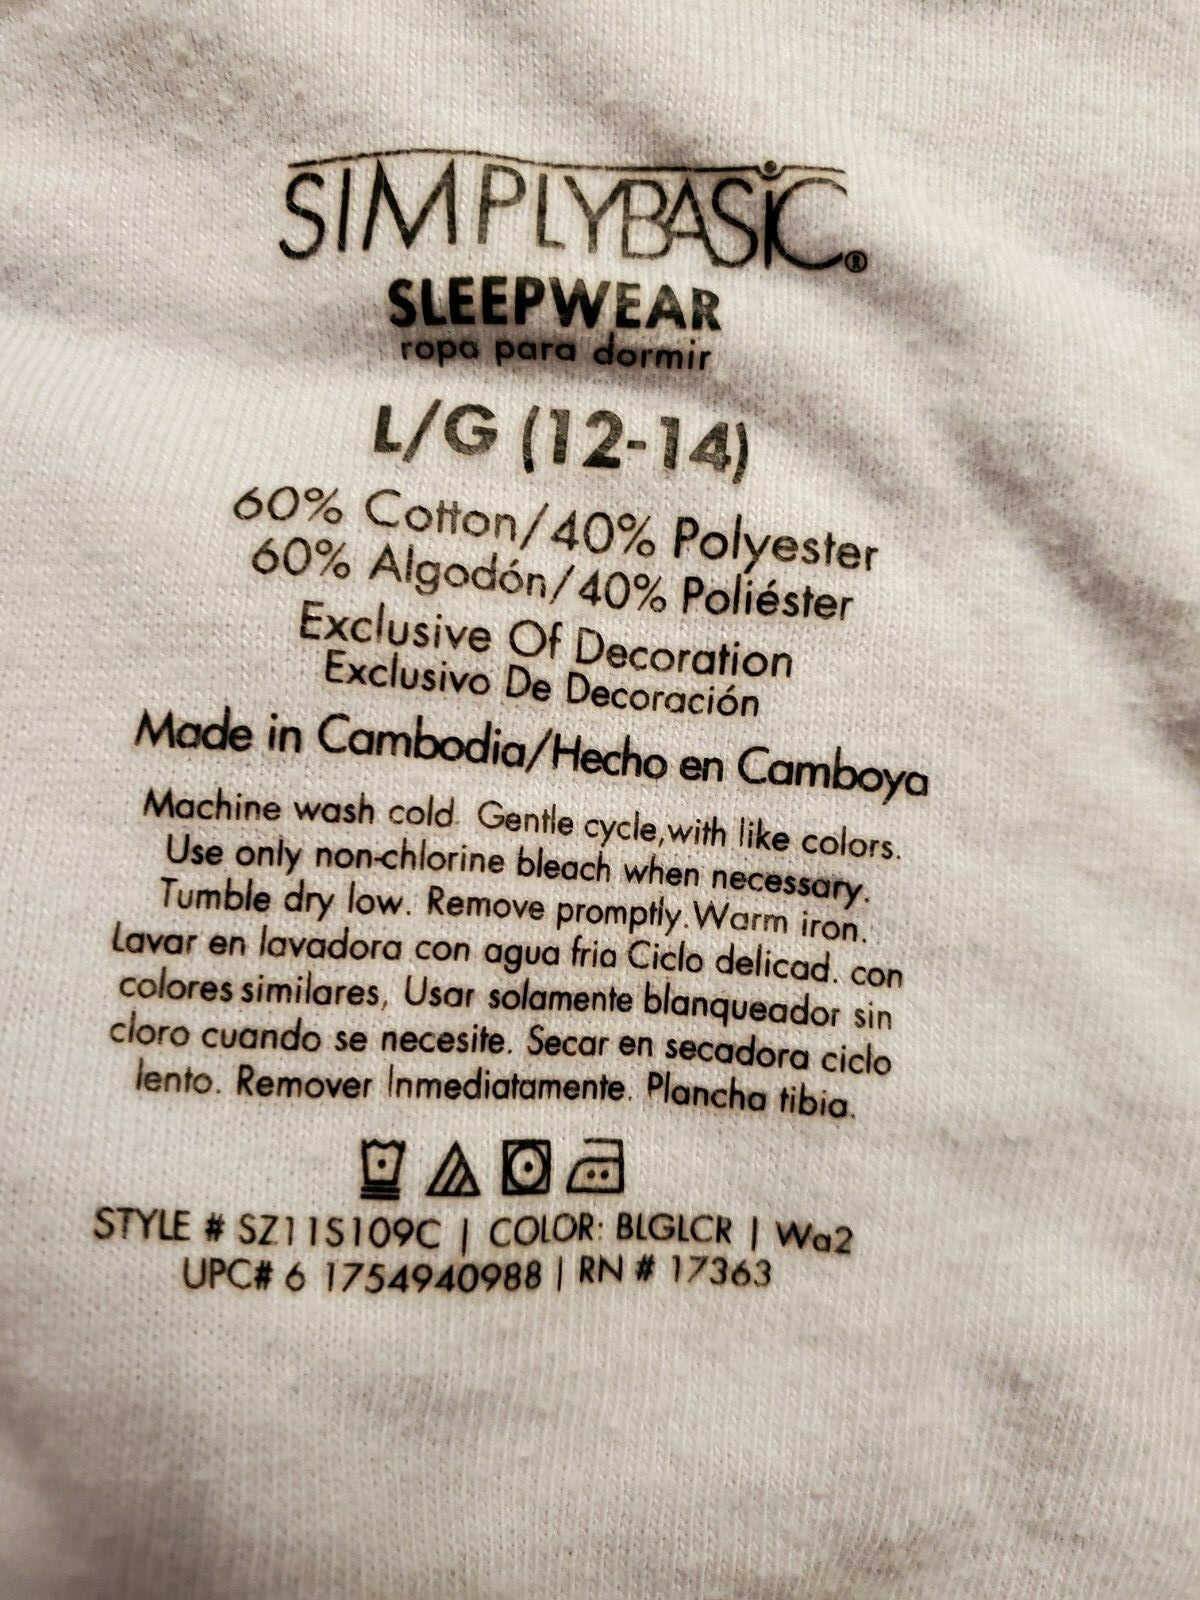 SIMPLYBASIC®
SLEEPWEAR
ropa para dormir
L/G (12-14)
60% Cotton/40% Polyester
60% Algodón/40% Poliéster
Exclusive Of Decoration
Exclusivo De Decoración
Made in Cambodia/Hecho en Camboya
Machine wash cold. Gentle cycle,with like colors.
Use only non-chlorine bleach when necessary.
Tumble dry low. Remove promptly.Warm iron.
Lavar en lavadora con agua fria Ciclo delicad. con
colores similares, Usar solamente blanqueador sin
cloro cuando se necesite. Secar en secadora ciclo
lento. Remover Inmediatamente. Plancha tibia.
STYLE # SZ11S109C | COLOR: BLGLCR | Wa2
UPC# 6 1754940988 | RN # 17363